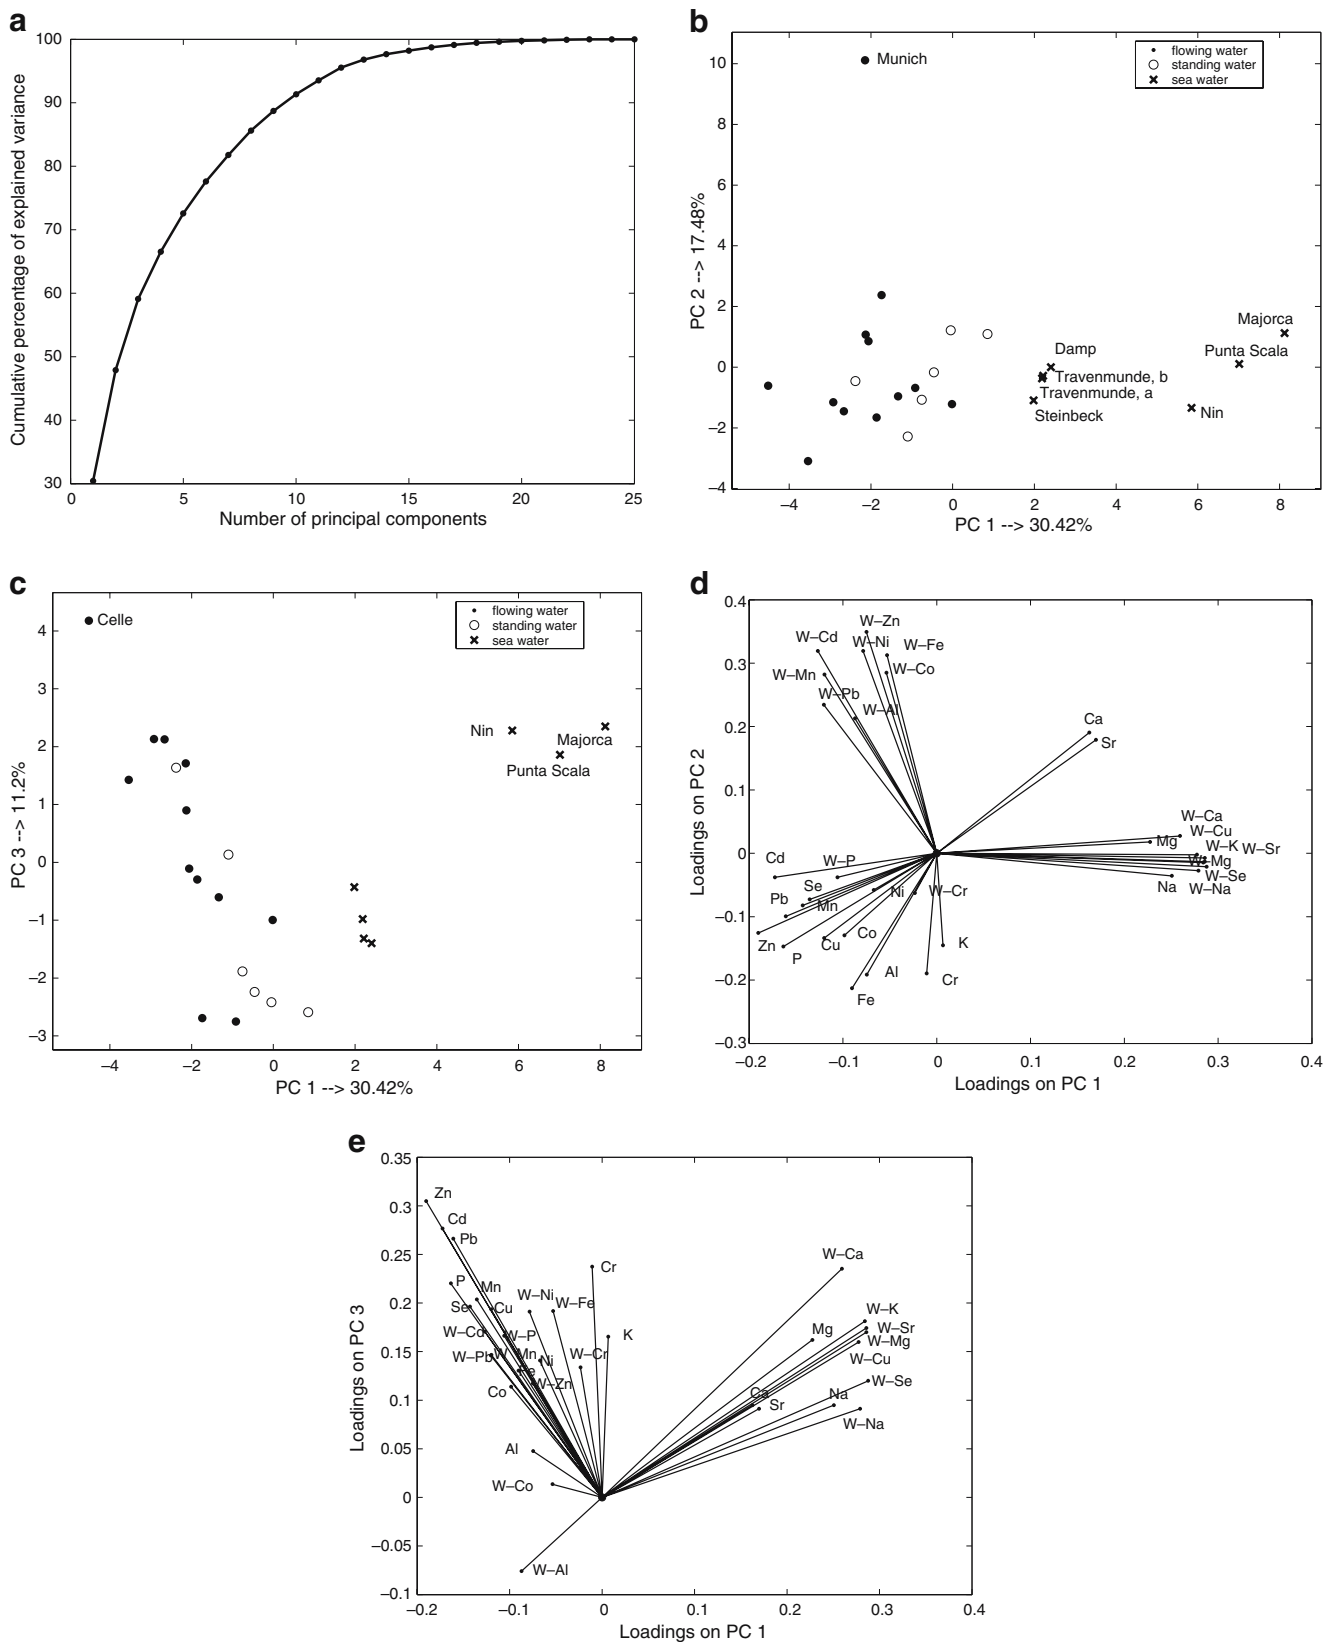 a
100
90
80
70
60
50
40
30
0
5
10
15
20
25
Cumulative percentage of explained variance
Number of principal components
b
10
8
6
4
2
0
–2
–4
–4
–2
0
2
4
6
8
PC 2 --> 17.48%
PC 1 --> 30.42%
flowing water
standing water
sea water
Munich
Majorca
Damp
Punta Scala
Travenmunde, b
Travenmunde, a
Steinbeck
Nin
c
4
3
2
1
0
–1
–2
–3
–4
–2
0
2
4
6
8
PC 3 --> 11.2%
PC 1 --> 30.42%
flowing water
standing water
sea water
Celle
Nin
Majorca
Punta Scala
d
0.4
0.3
0.2
0.1
0
–0.1
–0.2
–0.3
–0.2
–0.1
0
0.1
0.2
0.3
0.4
Loadings on PC 2
Loadings on PC 1
W–Zn
W–Cd
W–Ni
W–Fe
W–Co
W–Mn
W–Pb
W–Al
Ca
Sr
W–Ca
W–Cu
Mg
W–K
W–Sr
W–Mg
W–Se
Na
W–Na
Cd
W–P
Se
Ni
W–Cr
Pb
Mn
Zn
Cu
Co
K
P
Al
Cr
Fe
e
0.35
0.3
0.25
0.2
0.15
0.1
0.05
0
–0.05
–0.1
–0.2
–0.1
0
0.1
0.2
0.3
0.4
Loadings on PC 3
Loadings on PC 1
Zn
Cd
Pb
Cr
W–Ca
P
Mn
W–Ni
W–Fe
Se
Cu
W–K
W–Cd
W–P
K
Mg
W–Sr
W–Mg
W–Pb
W–Mn
Ni
W–Cr
W–Cu
Fe
W–Zn
W–Se
Co
Ca
Sr
Na
W–Na
Al
W–Co
W–Al